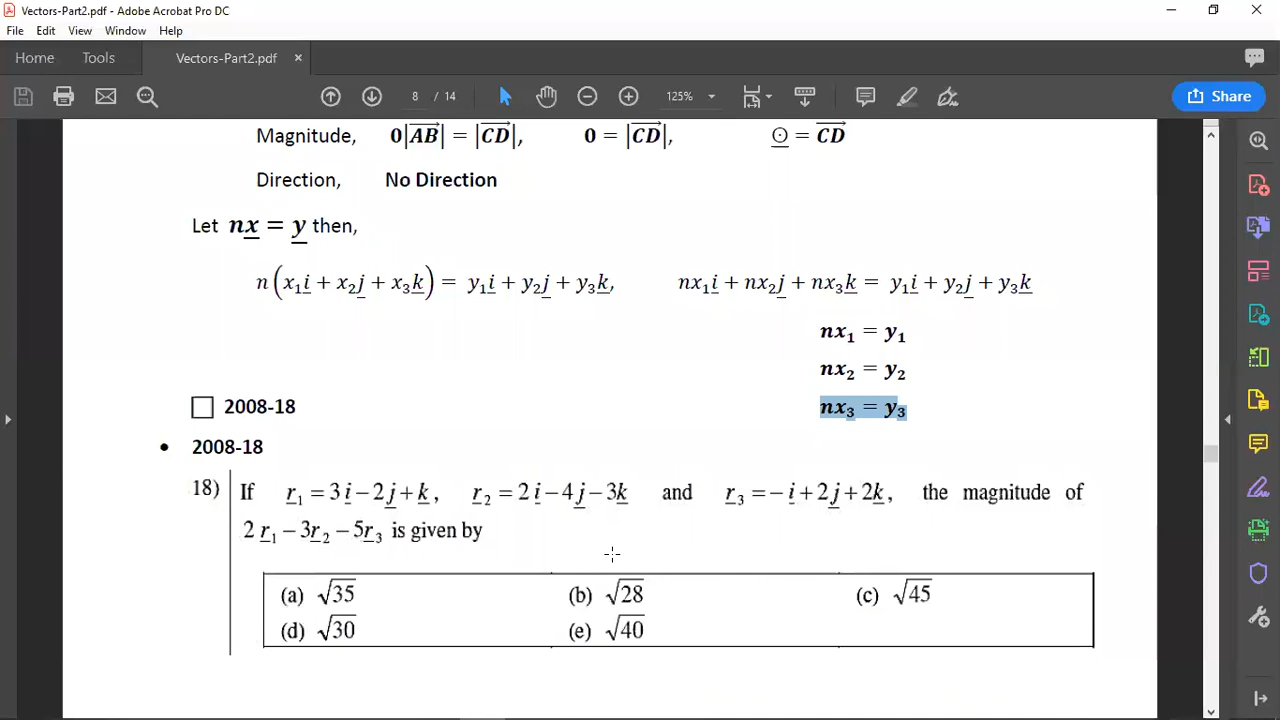 Vectors-Part2.pdf - Adobe Acrobat Pro DC
File Edit View Window Help
Home Tools Vectors-Part2.pdf ×
8 / 14 125% Share
Magnitude, 0|AB⃗| = |CD⃗|, 0 = |CD⃗|, ⊙ = CD⃗
Direction, No Direction
Let nx = y then,
n(x₁i + x₂j + x₃k) = y₁i + y₂j + y₃k, nx₁i + nx₂j + nx₃k = y₁i + y₂j + y₃k
nx₁ = y₁
nx₂ = y₂
nx₃ = y₃
☐ 2008-18
• 2008-18
18) If r₁ = 3i − 2j + k, r₂ = 2i − 4j − 3k and r₃ = −i + 2j + 2k, the magnitude of
2r₁ − 3r₂ − 5r₃ is given by
(a) √35 (b) √28 (c) √45
(d) √30 (e) √40